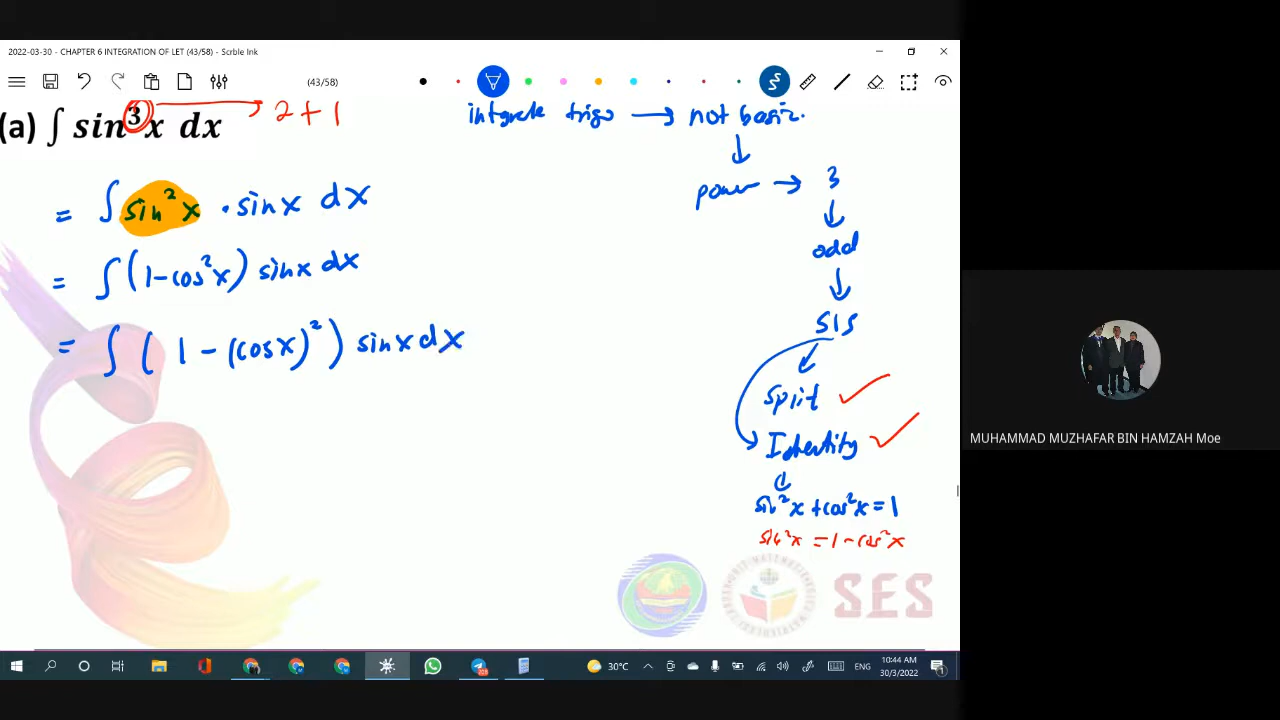 2022-03-30 - CHAPTER 6 INTEGRATION OF LET (43/58) - Scrble Ink
(43/58)
(a) ∫ sin³x dx → 2 + 1
= ∫ sin²x · sinx dx
= ∫ (1-cos²x) sinx dx
= ∫ (1-(cosx)²) sinx dx
integrate trigo → not basic.
↓
power → 3
↓
odd
↓
SIS
Split ✓
Identity ✓
↓
sin²x + cos²x = 1
sin²x = 1 - cos²x
SES
MUHAMMAD MUZHAFAR BIN HAMZAH Moe
30°C
ENG
10:44 AM
30/3/2022
1